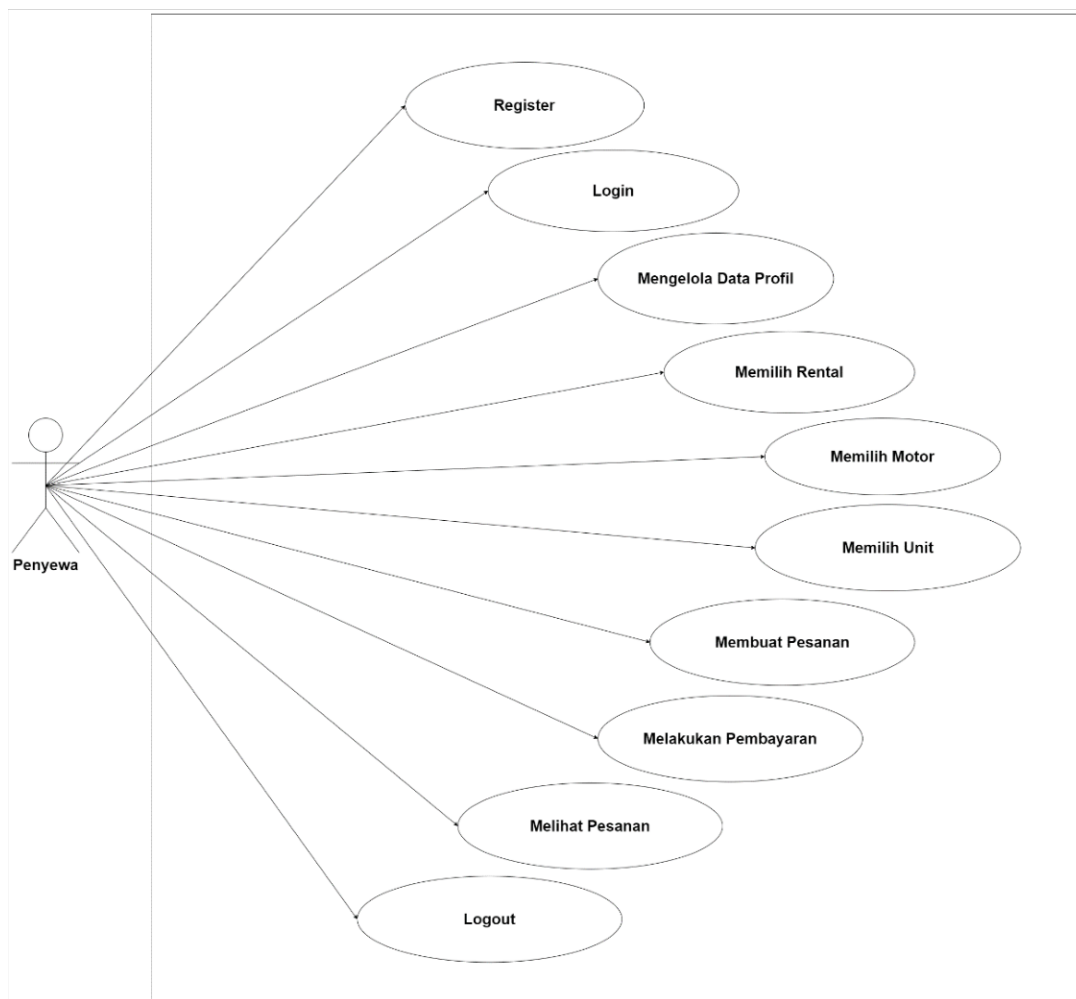 Register
Login
Mengelola Data Profil
Memilih Rental
Memilih Motor
Memilih Unit
Penyewa
Membuat Pesanan
Melakukan Pembayaran
Melihat Pesanan
Logout